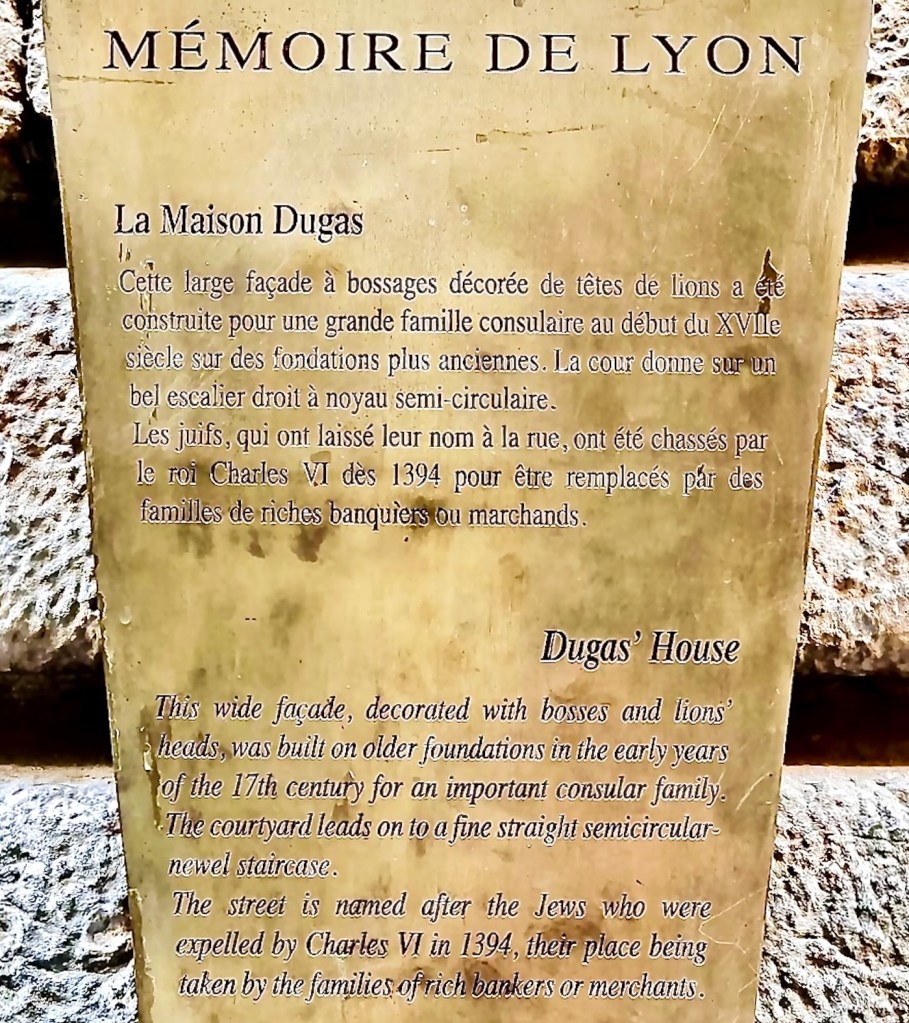 MÉMOIRE DE LYON
La Maison Dugas
Cette large façade à bossages décorée de têtes de lions a été
construite pour une grande famille consulaire au début du XVIIe
siècle sur des fondations plus anciennes. La cour donne sur un
bel escalier droit à noyau semi-circulaire.
Les juifs, qui ont laissé leur nom à la rue, ont été chassés par
le roi Charles VI dès 1394 pour être remplacés par des
familles de riches banquiers ou marchands.
Dugas' House
This wide façade, decorated with bosses and lions'
heads, was built on older foundations in the early years
of the 17th century for an important consular family.
The courtyard leads on to a fine straight semicircular-
newel staircase.
The street is named after the Jews who were
expelled by Charles VI in 1394, their place being
taken by the families of rich bankers or merchants.